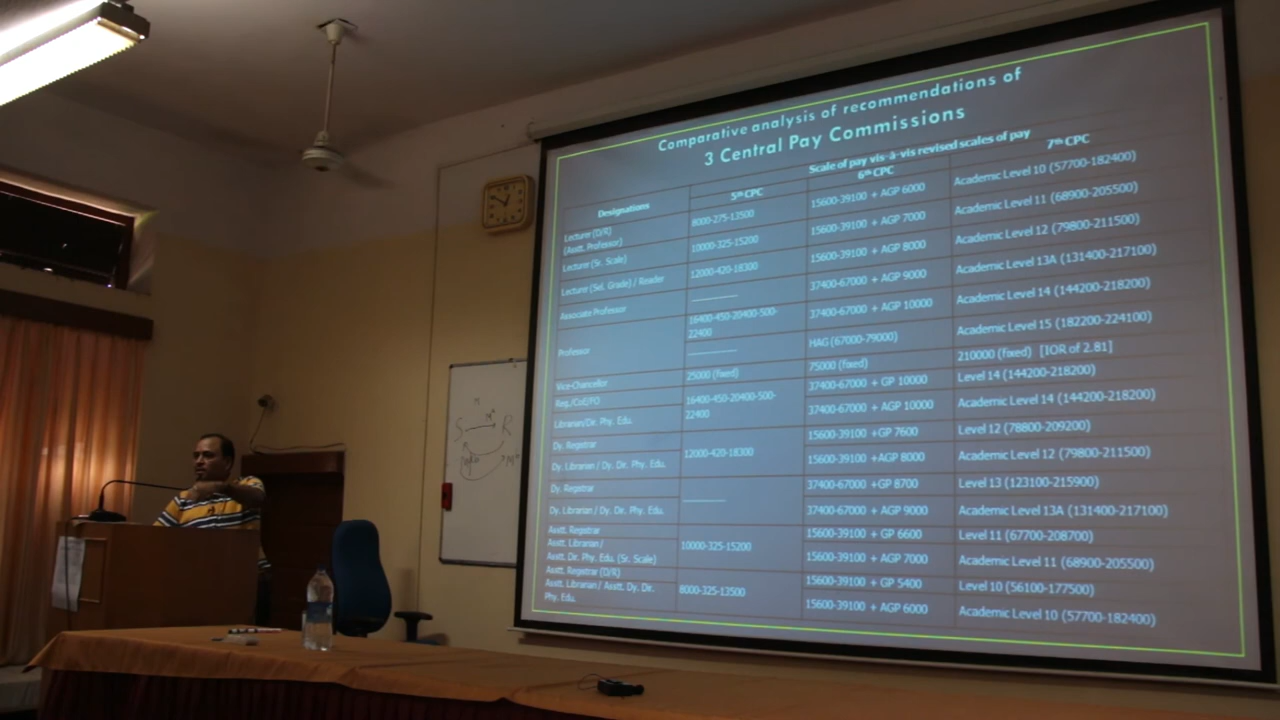 Comparative analysis of recommendations of
3 Central Pay Commissions
Designations
Scale of pay vis-à-vis revised scales of pay
5th CPC
6th CPC
7th CPC
Lecturer (D/R)
(Asstt. Professor)
8000-275-13500
15600-39100 + AGP 6000
Academic Level 10 (57700-182400)
Lecturer (Sr. Scale)
10000-325-15200
15600-39100 + AGP 7000
Academic Level 11 (68900-205500)
Lecturer (Sel. Grade) / Reader
12000-420-18300
15600-39100 + AGP 8000
Academic Level 12 (79800-211500)
Associate Professor
37400-67000 + AGP 9000
Academic Level 13A (131400-217100)
Professor
16400-450-20400-500-
22400
37400-67000 + AGP 10000
Academic Level 14 (144200-218200)
HAG (67000-79000)
Academic Level 15 (182200-224100)
Vice-Chancellor
25000 (fixed)
75000 (fixed)
210000 (fixed) [IOR of 2.81]
Reg./CoE/FO
16400-450-20400-500-
22400
37400-67000 + GP 10000
Level 14 (144200-218200)
Librarian/Dir. Phy. Edu.
37400-67000 + AGP 10000
Academic Level 14 (144200-218200)
Dy. Registrar
12000-420-18300
15600-39100 +GP 7600
Level 12 (78800-209200)
Dy. Librarian / Dy. Dir. Phy. Edu.
15600-39100 +AGP 8000
Academic Level 12 (79800-211500)
Dy. Registrar
37400-67000 +GP 8700
Level 13 (123100-215900)
Dy. Librarian / Dy. Dir. Phy. Edu.
37400-67000 + AGP 9000
Academic Level 13A (131400-217100)
Asstt. Registrar
10000-325-15200
15600-39100 + GP 6600
Level 11 (67700-208700)
Asstt. Librarian /
Asstt. Dir. Phy. Edu. (Sr. Scale)
15600-39100 + AGP 7000
Academic Level 11 (68900-205500)
Asstt. Registrar (D/R)
8000-325-13500
15600-39100 + GP 5400
Level 10 (56100-177500)
Asstt. Librarian / Asstt. Dy. Dir.
Phy. Edu.
15600-39100 + AGP 6000
Academic Level 10 (57700-182400)
S
R